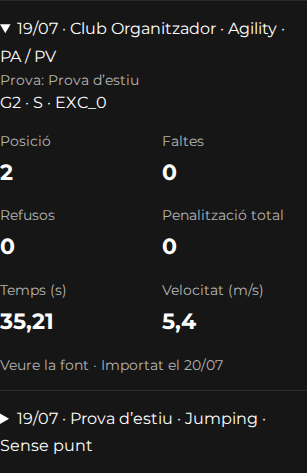 ▼ 19/07 · Club Organitzador · Agility ·
PA / PV
Prova: Prova d’estiu
G2 · S · EXC_0
Posició Faltes
2 0
Refusos Penalització total
0 0
Temps (s) Velocitat (m/s)
35,21 5,4
Veure la font · Importat el 20/07
▶ 19/07 · Prova d’estiu · Jumping ·
Sense punt